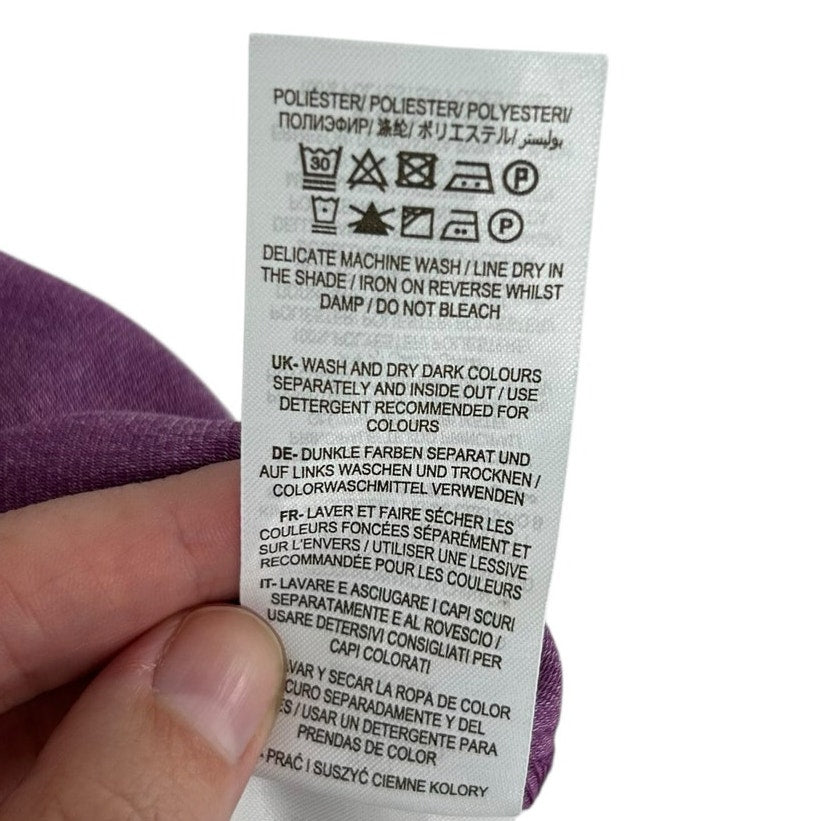 POLIÉSTER/ POLIESTER/ POLYESTERI/
ПОЛИЭФИР/ 涤纶/ ポリエステル/ بوليستر
30 P
P
DELICATE MACHINE WASH / LINE DRY IN
THE SHADE / IRON ON REVERSE WHILST
DAMP / DO NOT BLEACH
UK- WASH AND DRY DARK COLOURS
SEPARATELY AND INSIDE OUT / USE
DETERGENT RECOMMENDED FOR
COLOURS
DE- DUNKLE FARBEN SEPARAT UND
AUF LINKS WASCHEN UND TROCKNEN /
COLORWASCHMITTEL VERWENDEN
FR- LAVER ET FAIRE SÉCHER LES
COULEURS FONCÉES SÉPARÉMENT ET
SUR L'ENVERS / UTILISER UNE LESSIVE
RECOMMANDÉE POUR LES COULEURS
IT- LAVARE E ASCIUGARE I CAPI SCURI
SEPARATAMENTE E AL ROVESCIO /
USARE DETERSIVI CONSIGLIATI PER
CAPI COLORATI
VAR Y SECAR LA ROPA DE COLOR
CURO SEPARADAMENTE Y DEL
ES / USAR UN DETERGENTE PARA
PRENDAS DE COLOR
- PRAĆ I SUSZYĆ CIEMNE KOLORY